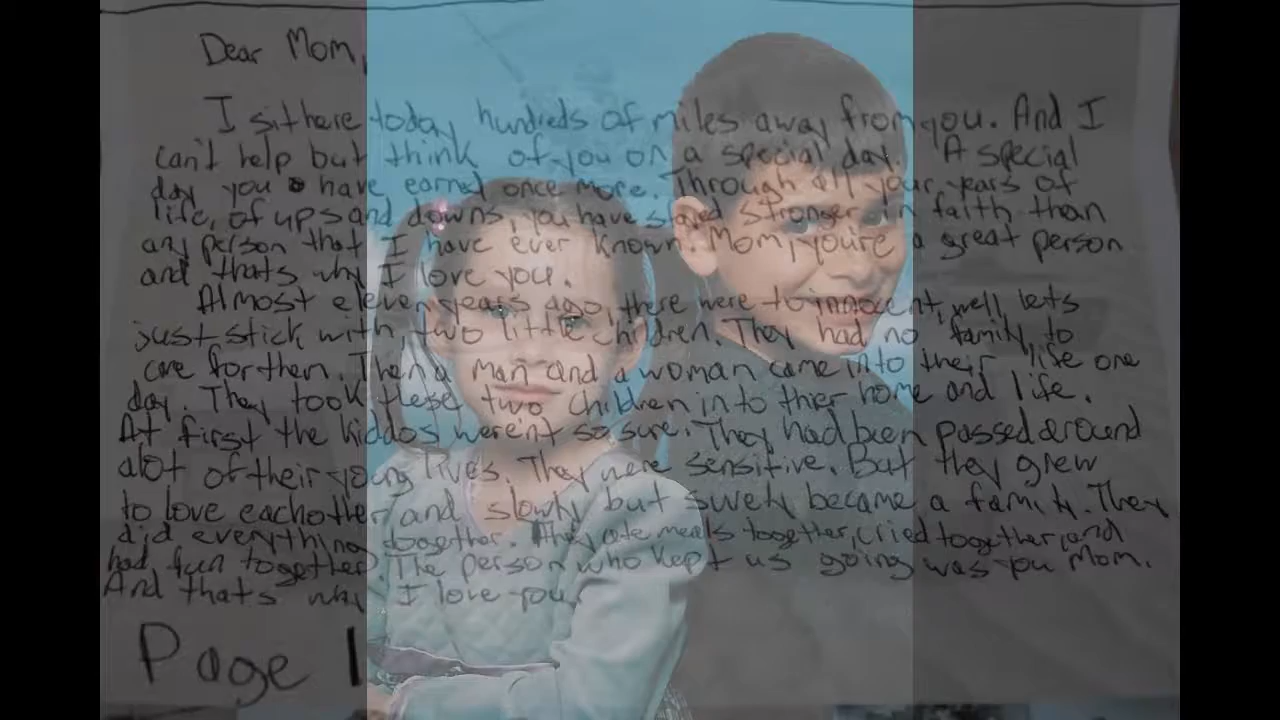 Dear Mom,
I sit here today hundreds of miles away from you. And I
can't help but think of you on a special day. A special
day you have earned once more. Through all your years of
life, of ups and downs, you have stayed stronger in faith than
any person that I have ever known. Mom, you're a great person
and thats why I love you.
Almost eleven years ago, there were to innocent, well lets
just stick with, two little children. They had no family to
care for them. Then a man and a woman came into their life one
day. They took these two children into thier home and life.
At first the kiddos weren't so sure. They had been passed around
alot of their young lives. They were sensitive. But they grew
to love eachother and slowly but surely became a family. They
did everything together. They ate meals together, cried together, and
had fun together. The person who kept us going was you Mom.
And thats why I love you.
Page 1